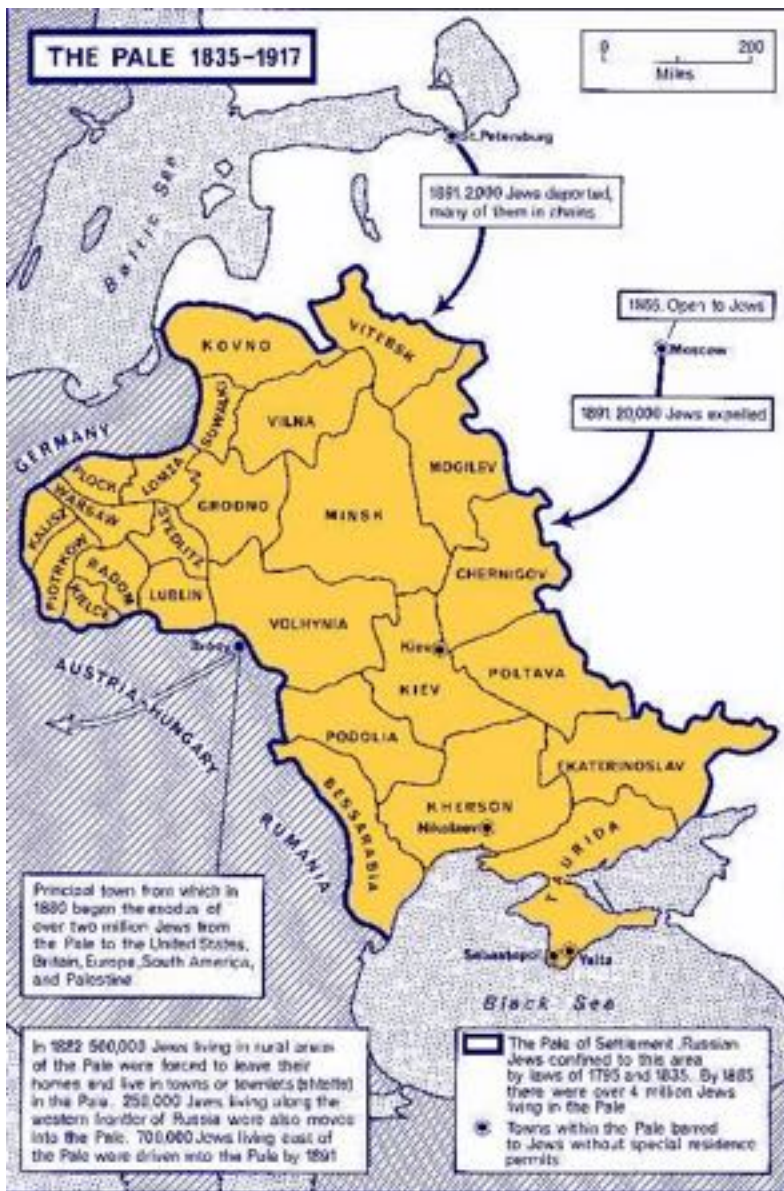 THE PALE 1835-1917
0 200
Miles
St. Petersburg
1891. 2,000 Jews deported,
many of them in chains
Baltic Sea
1865. Open to Jews
Moscow
1891. 20,000 Jews expelled
KOVNO
VITEBSK
SUWALKI
VILNA
GERMANY
MOGILEV
PLOCK
LOMZA
GRODNO
MINSK
WARSAW
SYEDLITZ
KALISZ
PIOTRKOW
RADOM
KIELCE
LUBLIN
CHERNIGOV
VOLHYNIA
Kiev
Brody
POLTAVA
KIEV
AUSTRIA-HUNGARY
PODOLIA
EKATERINOSLAV
BESSARABIA
KHERSON
RUMANIA
Nikolaev
TAURIDA
Principal town from which in
1880 began the exodus of
over two million Jews from
the Pale to the United States,
Britain, Europe, South America,
and Palestine
Sebastopol
Yalta
Black Sea
In 1882 500,000 Jews living in rural areas
of the Pale were forced to leave their
homes and live in towns or townlets (shtetls)
in the Pale. 250,000 Jews living along the
western frontier of Russia were also moved
into the Pale. 700,000 Jews living east of
the Pale were driven into the Pale by 1891
The Pale of Settlement. Russian
Jews confined to this area
by laws of 1795 and 1835. By 1885
there were over 4 million Jews
living in the Pale
Towns within the Pale barred
to Jews without special residence
permits